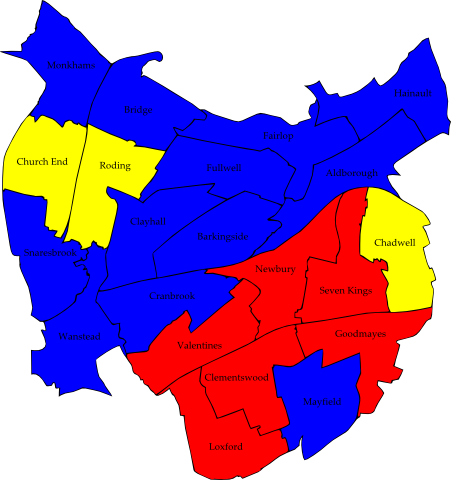 Monkhams
Hainault
Bridge
Fairlop
Church End
Roding
Fullwell
Aldborough
Clayhall
Barkingside
Chadwell
Snaresbrook
Newbury
Seven Kings
Cranbrook
Wanstead
Goodmayes
Valentines
Clementswood
Mayfield
Loxford